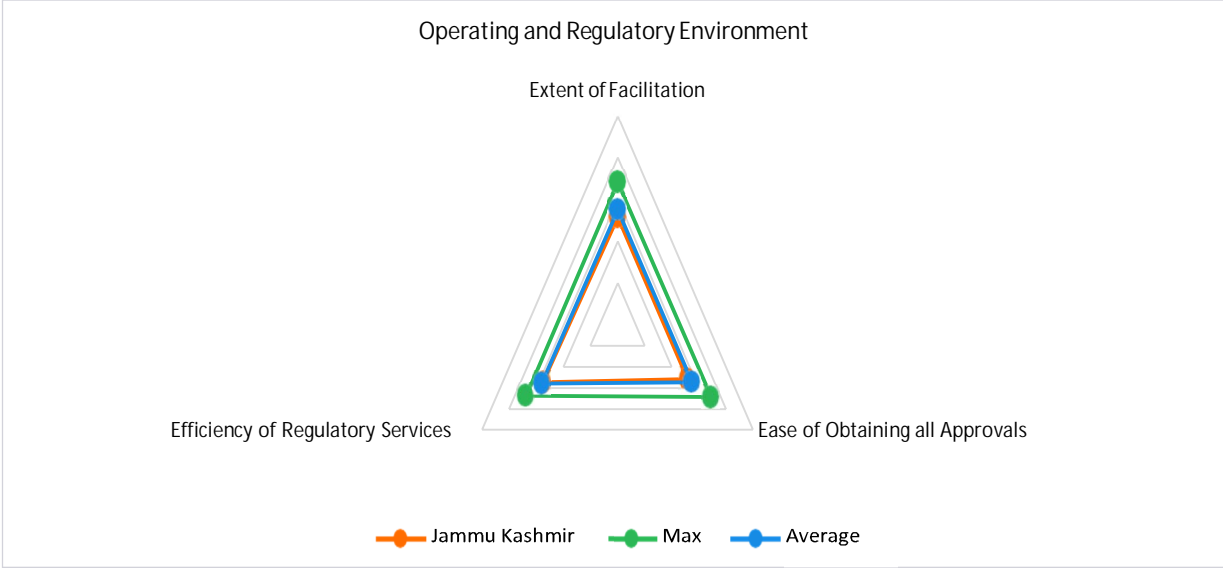 Operating and Regulatory Environment
Extent of Facilitation
Efficiency of Regulatory Services
Ease of Obtaining all Approvals
Jammu Kashmir
Max
Average